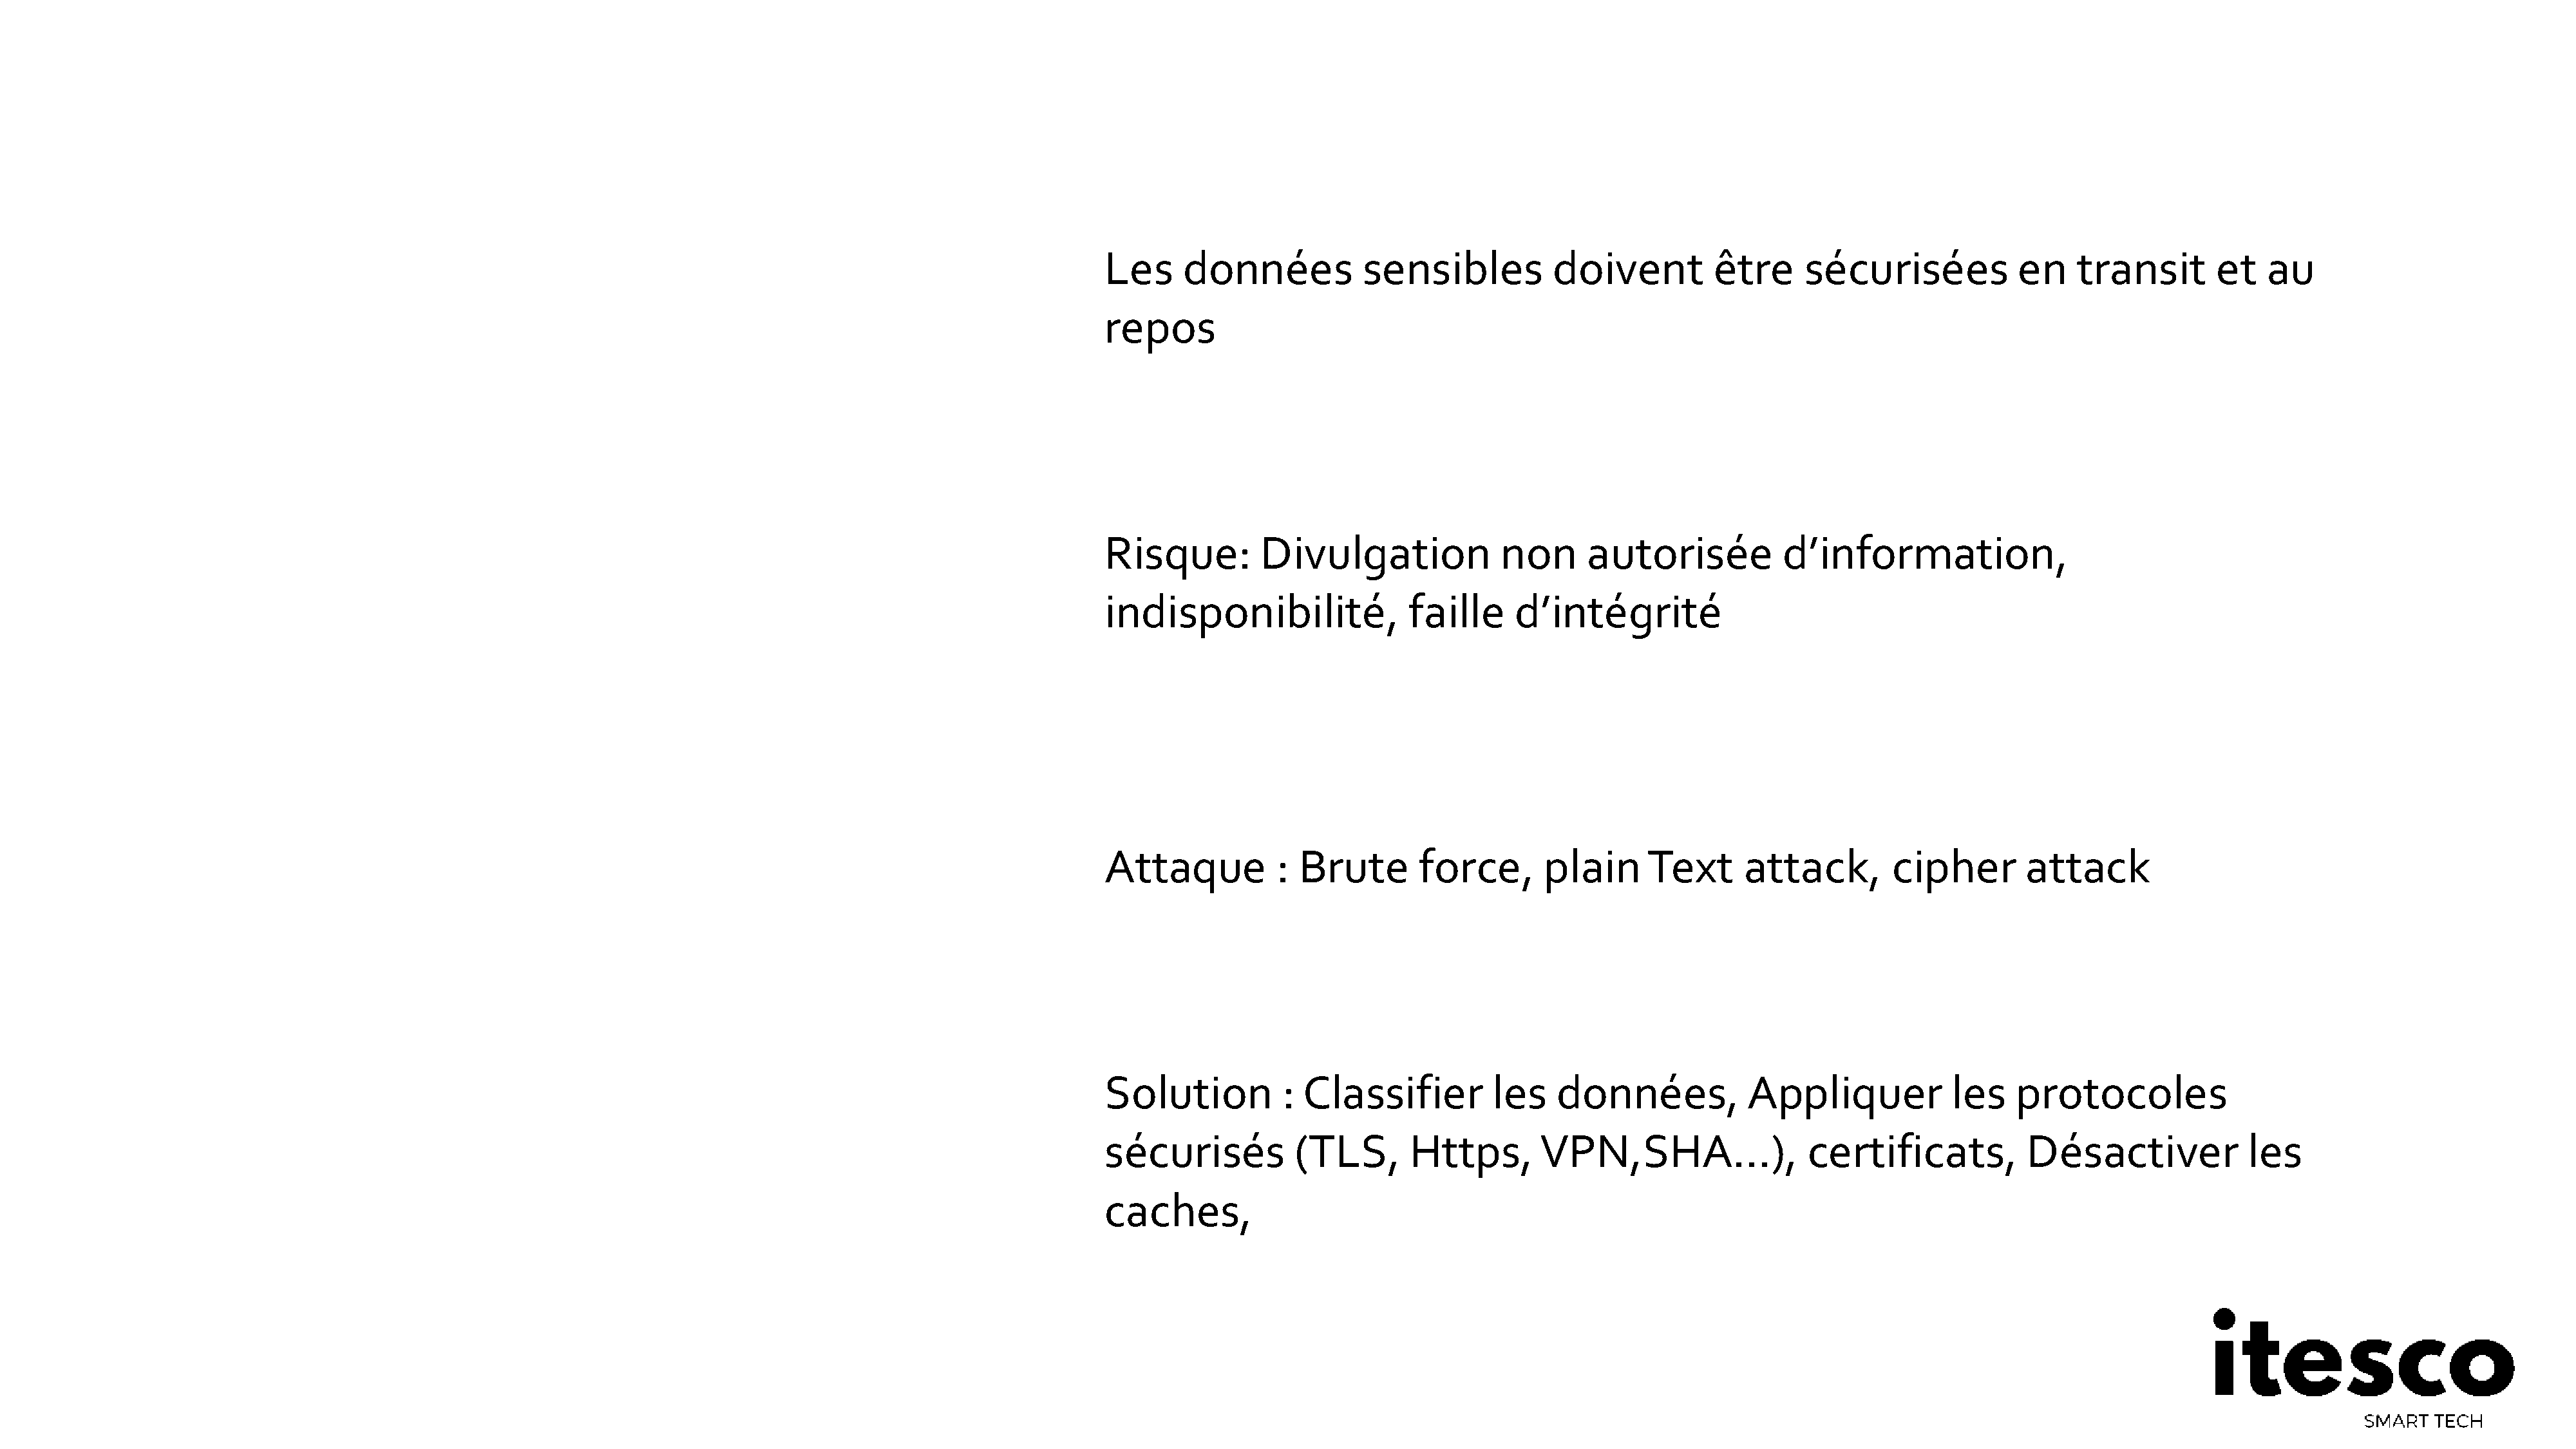 Les données sensibles doivent être sécurisées en transit et au
repos
Risque: Divulgation non autorisée d’information,
indisponibilité, faille d’intégrité
Attaque : Brute force, plain Text attack, cipher attack
Solution : Classifier les données, Appliquer les protocoles
sécurisés (TLS, Https, VPN,SHA…), certificats, Désactiver les
caches,
itesco
SMART TECH